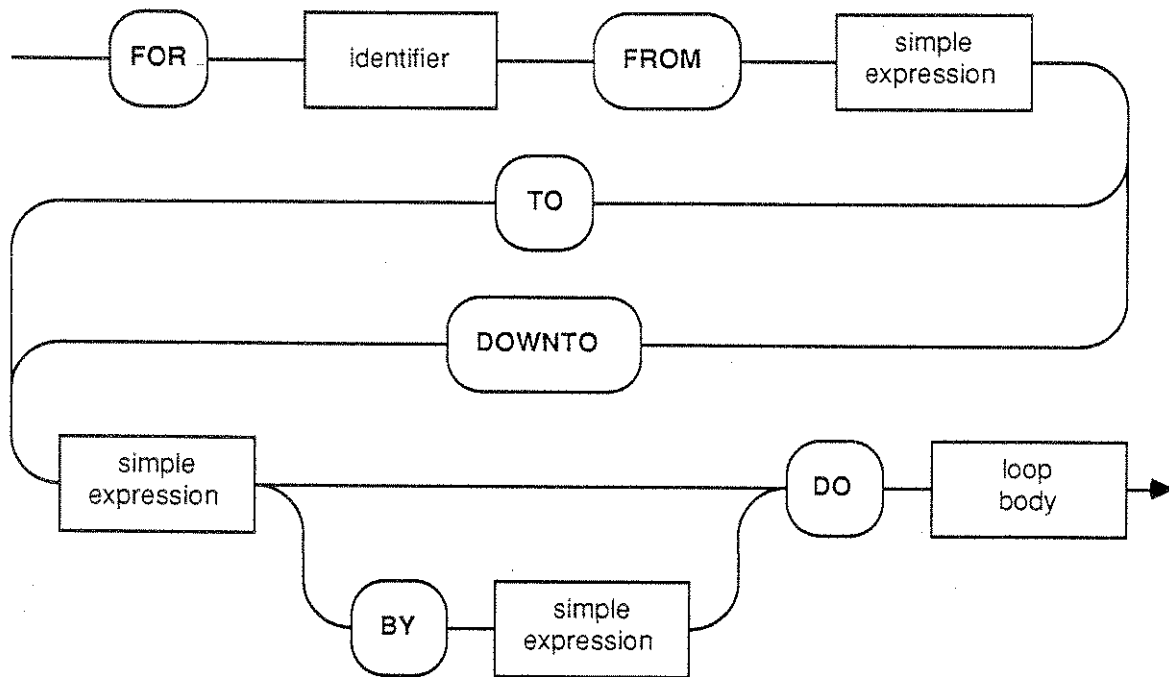 FOR
identifier
FROM
simple
expression
TO
DOWNTO
simple
expression
DO
loop
body
BY
simple
expression